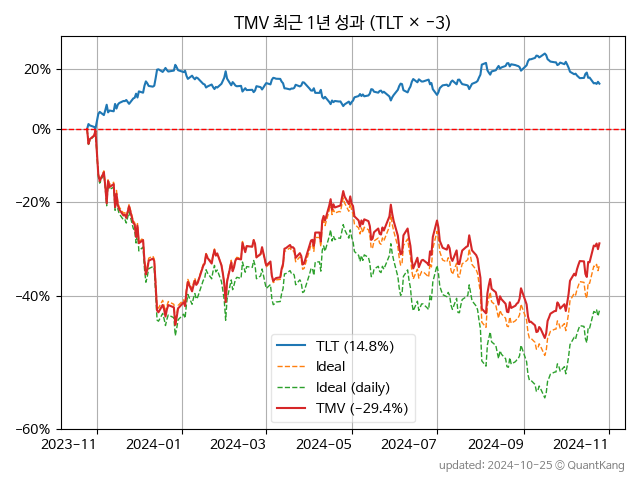 TMV 최근 1년 성과 (TLT × −3)
20%
0%
−20%
−40%
−60%
TLT (14.8%)
Ideal
Ideal (daily)
TMV (−29.4%)
2023-11 2024-01 2024-03 2024-05 2024-07 2024-09 2024-11
updated: 2024-10-25 © QuantKang